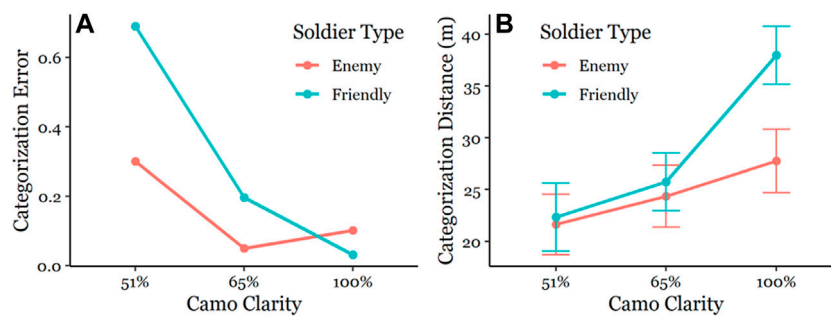 A
Soldier Type
Enemy
Friendly
Categorization Error
0.6
0.4
0.2
0.0
51% 65% 100%
Camo Clarity
B
Soldier Type
Enemy
Friendly
Categorization Distance (m)
40
35
30
25
20
51% 65% 100%
Camo Clarity